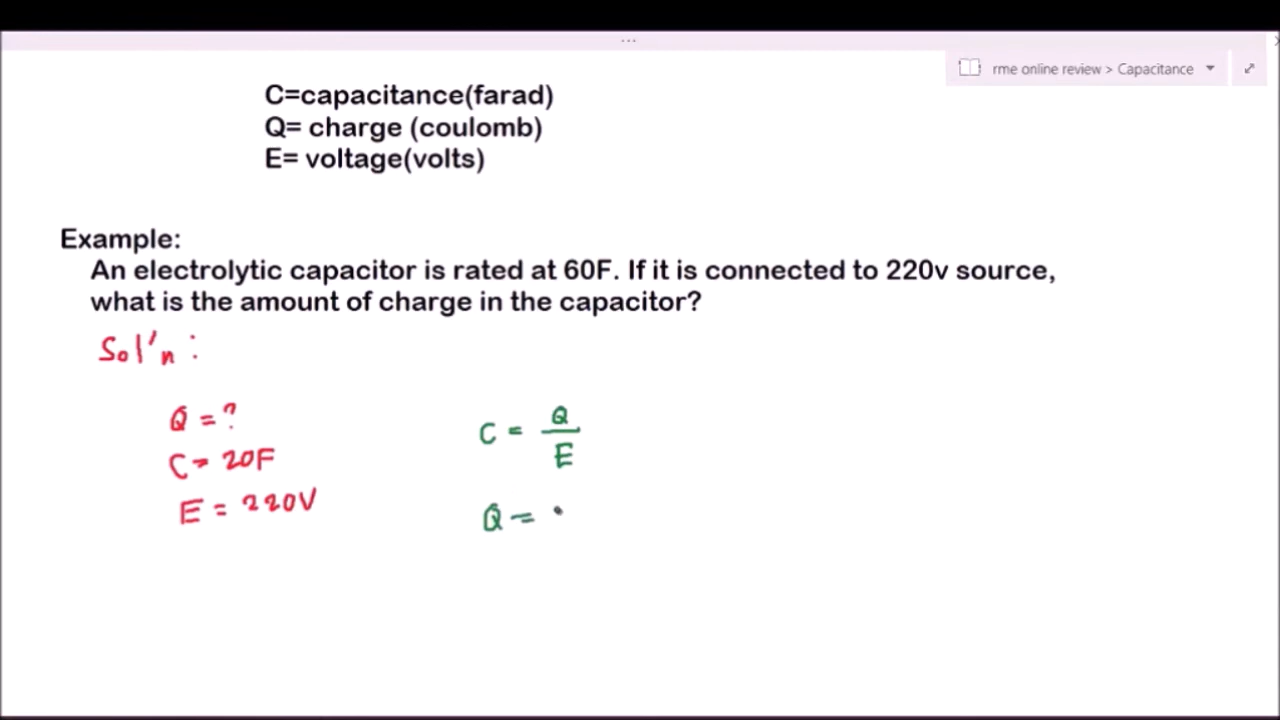 ...
rme online review > Capacitance
C=capacitance(farad)
Q= charge (coulomb)
E= voltage(volts)
Example:
An electrolytic capacitor is rated at 60F. If it is connected to 220v source,
what is the amount of charge in the capacitor?
Sol'n :
Q = ?
C = 20F
E = 220V
C = Q
E
Q =